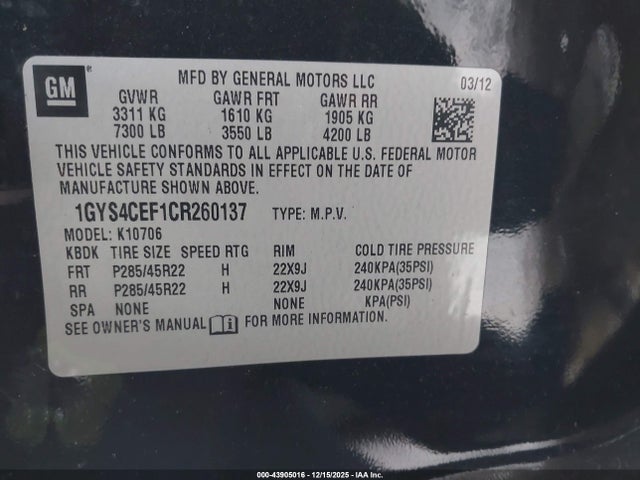 GM ®
MFD BY GENERAL MOTORS LLC 03/12
GVWR GAWR FRT GAWR RR
3311 KG 1610 KG 1905 KG
7300 LB 3550 LB 4200 LB
THIS VEHICLE CONFORMS TO ALL APPLICABLE U.S. FEDERAL MOTOR
VEHICLE SAFETY STANDARDS IN EFFECT ON THE DATE OF
MANUFACTURE SHOWN ABOVE.
1GYS4CEF1CR260137 TYPE: M.P.V.
MODEL: K10706
KBDK TIRE SIZE SPEED RTG RIM COLD TIRE PRESSURE
FRT P285/45R22 H 22X9J 240KPA(35PSI)
RR P285/45R22 H 22X9J 240KPA(35PSI)
SPA NONE NONE KPA(PSI)
SEE OWNER'S MANUAL FOR MORE INFORMATION.
000-43905016 - 12/15/2025 - IAAI.COM